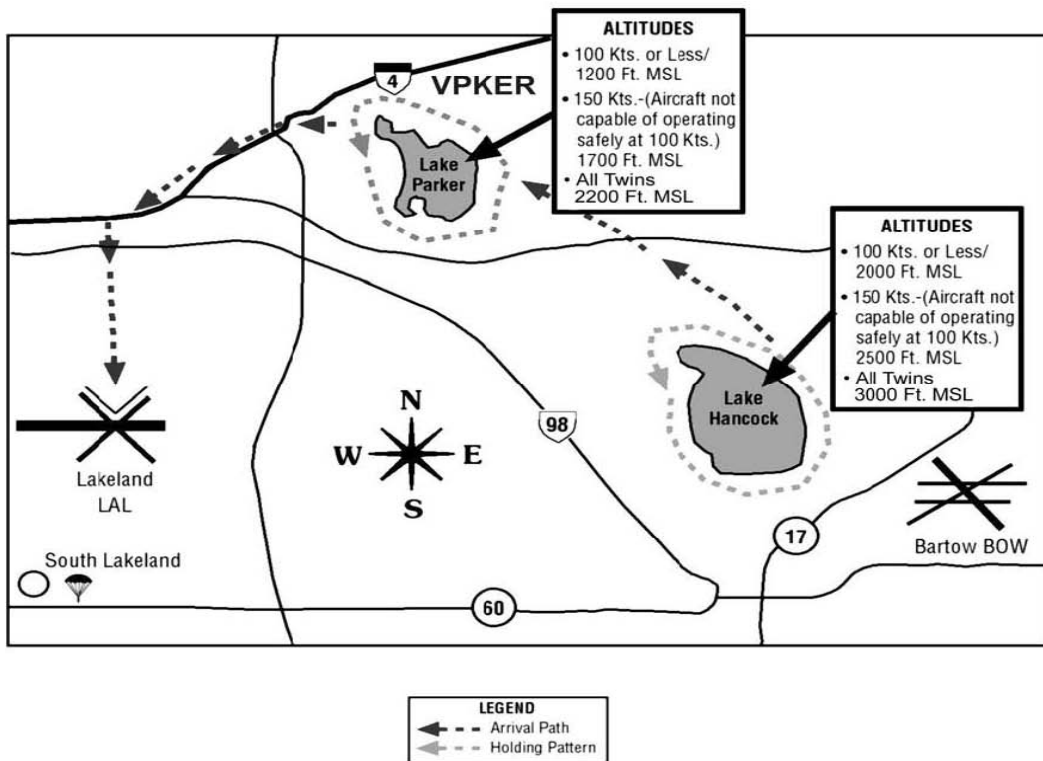 ALTITUDES
• 100 Kts. or Less/
1200 Ft. MSL
• 150 Kts.-(Aircraft not
capable of operating
safely at 100 Kts.)
1700 Ft. MSL
• All Twins
2200 Ft. MSL
4
VPKER
Lake
Parker
ALTITUDES
• 100 Kts. or Less/
2000 Ft. MSL
• 150 Kts.-(Aircraft not
capable of operating
safely at 100 Kts.)
2500 Ft. MSL
• All Twins
3000 Ft. MSL
Lake
Hancock
N
W E
S
98
Lakeland
LAL
17
Bartow BOW
South Lakeland
60
LEGEND
Arrival Path
Holding Pattern